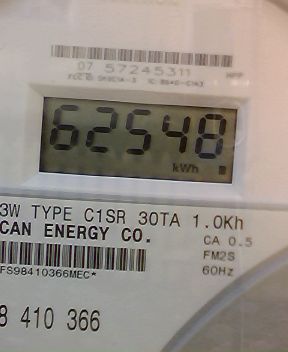 07 57245311
HPP
62548
kWh
3W TYPE C1SR 30TA 1.0Kh
CAN ENERGY CO.
CA 0.5
FM2S
60Hz
FS98410366MEC*
8 410 366